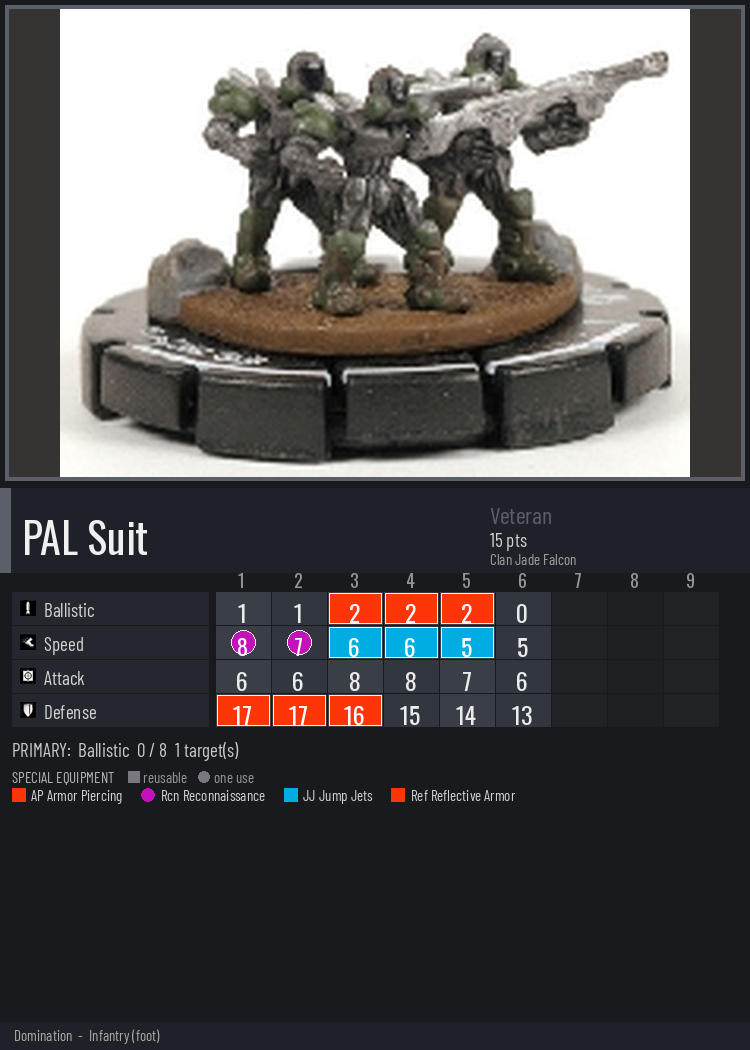 PAL Suit
Veteran
15 pts
Clan Jade Falcon
1 2 3 4 5 6 7 8 9
Ballistic 1 1 2 2 2 0
Speed 8 7 6 6 5 5
Attack 6 6 8 8 7 6
Defense 17 17 16 15 14 13
PRIMARY: Ballistic 0 / 8 1 target(s)
SPECIAL EQUIPMENT reusable one use
AP Armor Piercing Rcn Reconnaissance JJ Jump Jets Ref Reflective Armor
Domination - Infantry (foot)